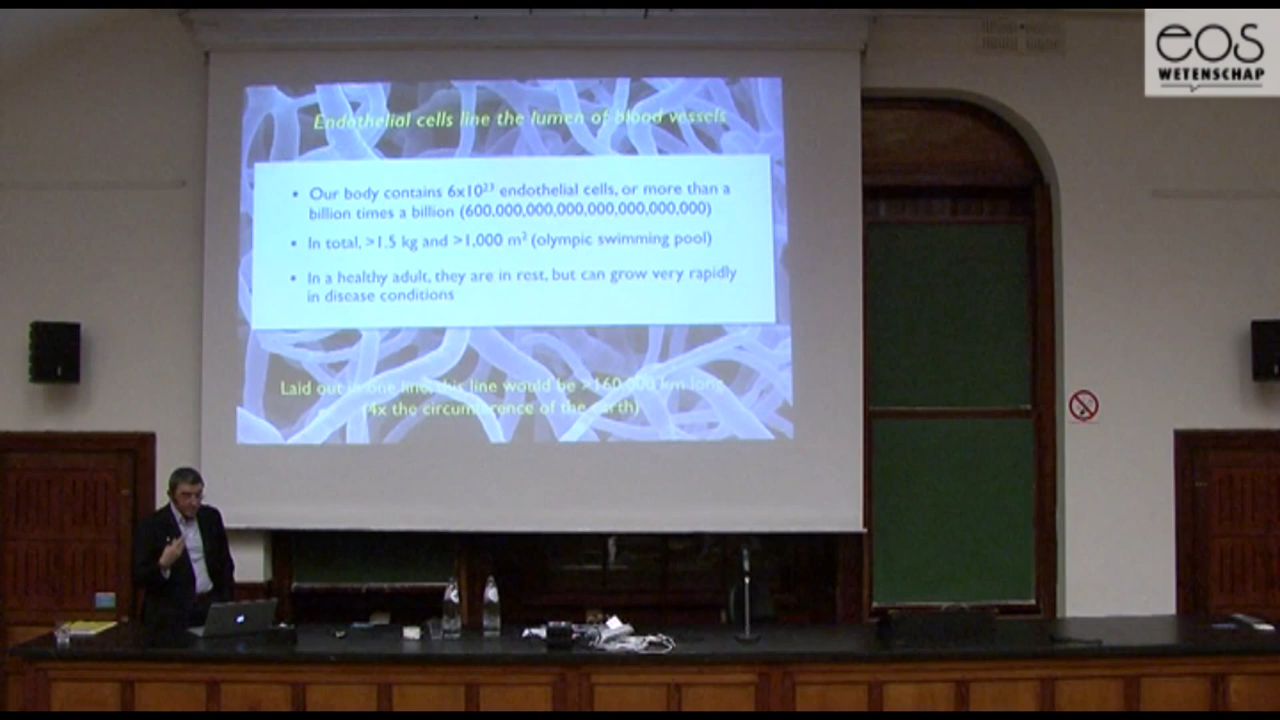 eos
WETENSCHAP
Endothelial cells line the lumen of blood vessels
• Our body contains 6x10²³ endothelial cells, or more than a
billion times a billion (600.000,000,000,000,000,000,000)
• In total, >1.5 kg and >1,000 m² (olympic swimming pool)
• In a healthy adult, they are in rest, but can grow very rapidly
in disease conditions
Laid out in one line, this line would be >160,000 km long
(4x the circumference of the earth)